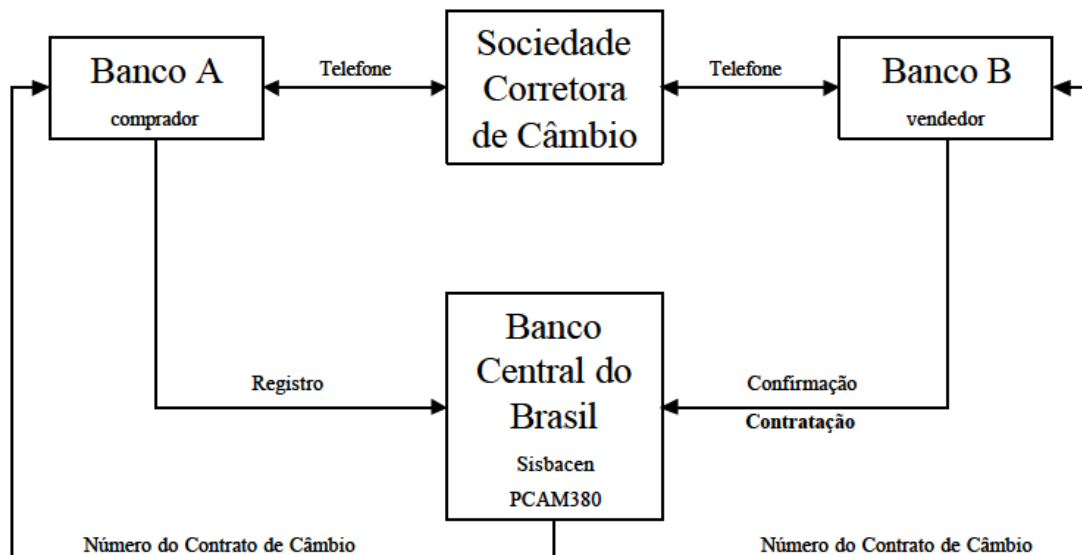 Banco A
comprador
Telefone
Sociedade
Corretora
de Câmbio
Telefone
Banco B
vendedor
Registro
Banco
Central do
Brasil
Sisbacen
PCAM380
Confirmação
Contratação
Número do Contrato de Câmbio
Número do Contrato de Câmbio